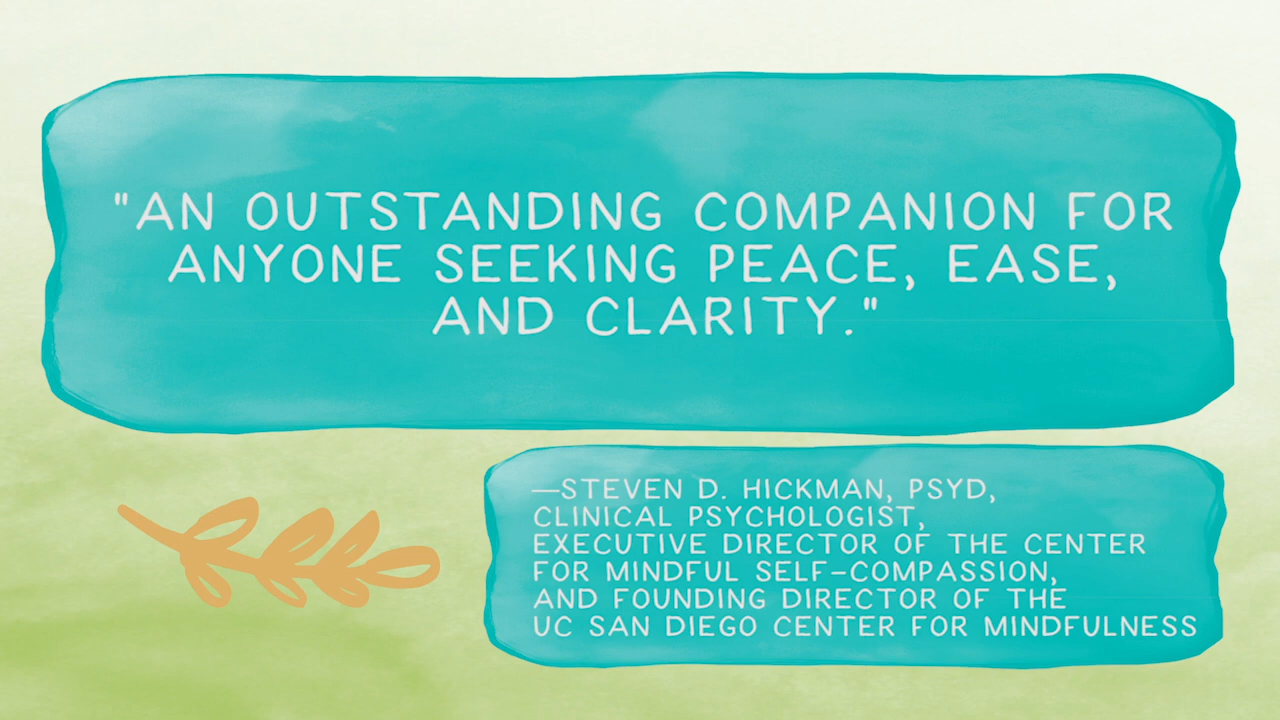 "AN OUTSTANDING COMPANION FOR
ANYONE SEEKING PEACE, EASE,
AND CLARITY."
—STEVEN D. HICKMAN, PSYD,
CLINICAL PSYCHOLOGIST,
EXECUTIVE DIRECTOR OF THE CENTER
FOR MINDFUL SELF-COMPASSION,
AND FOUNDING DIRECTOR OF THE
UC SAN DIEGO CENTER FOR MINDFULNESS